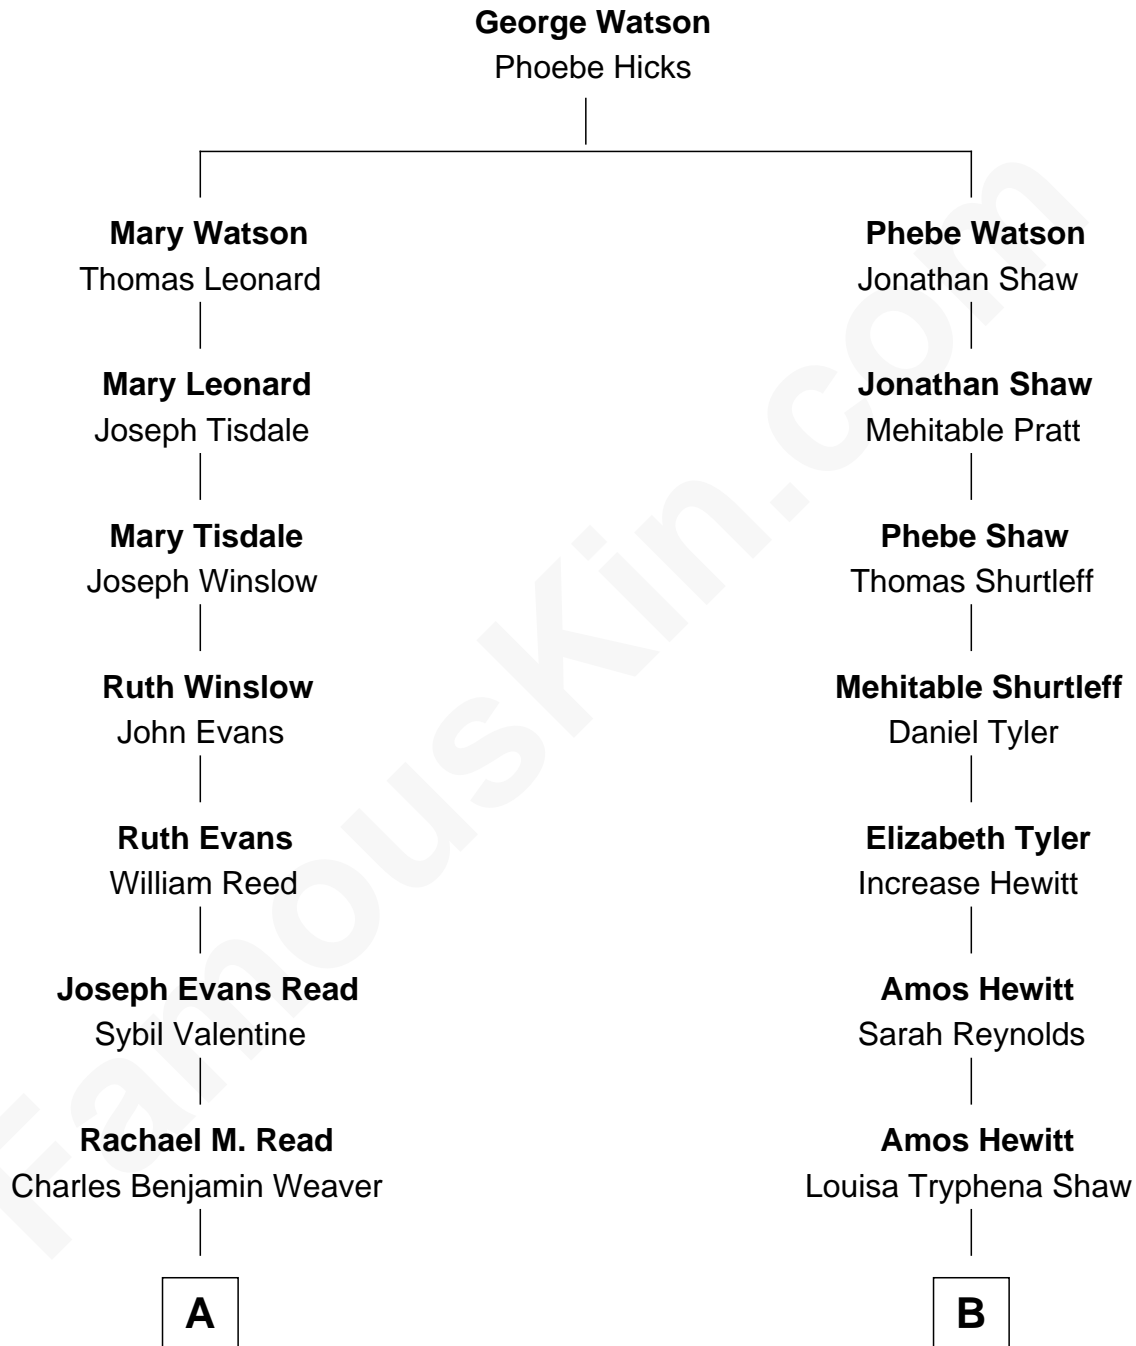 George Watson
Phoebe Hicks
Mary Watson
Thomas Leonard
Phebe Watson
Jonathan Shaw
Mary Leonard
Joseph Tisdale
Jonathan Shaw
Mehitable Pratt
Mary Tisdale
Joseph Winslow
Phebe Shaw
Thomas Shurtleff
Ruth Winslow
John Evans
Mehitable Shurtleff
Daniel Tyler
Ruth Evans
William Reed
Elizabeth Tyler
Increase Hewitt
Joseph Evans Read
Sybil Valentine
Amos Hewitt
Sarah Reynolds
Rachael M. Read
Charles Benjamin Weaver
Amos Hewitt
Louisa Tryphena Shaw
A
B
FamousKin.com